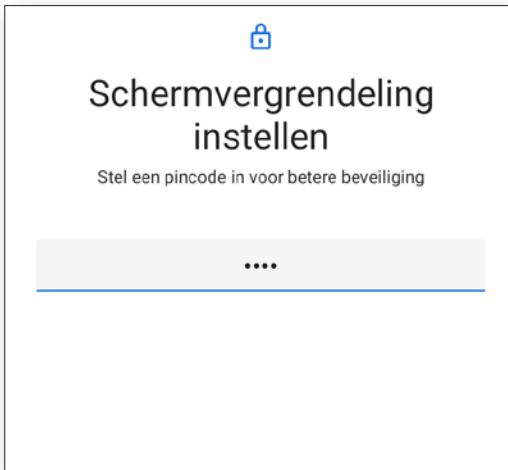 Schermvergrendeling
instellen
Stel een pincode in voor betere beveiliging
••••